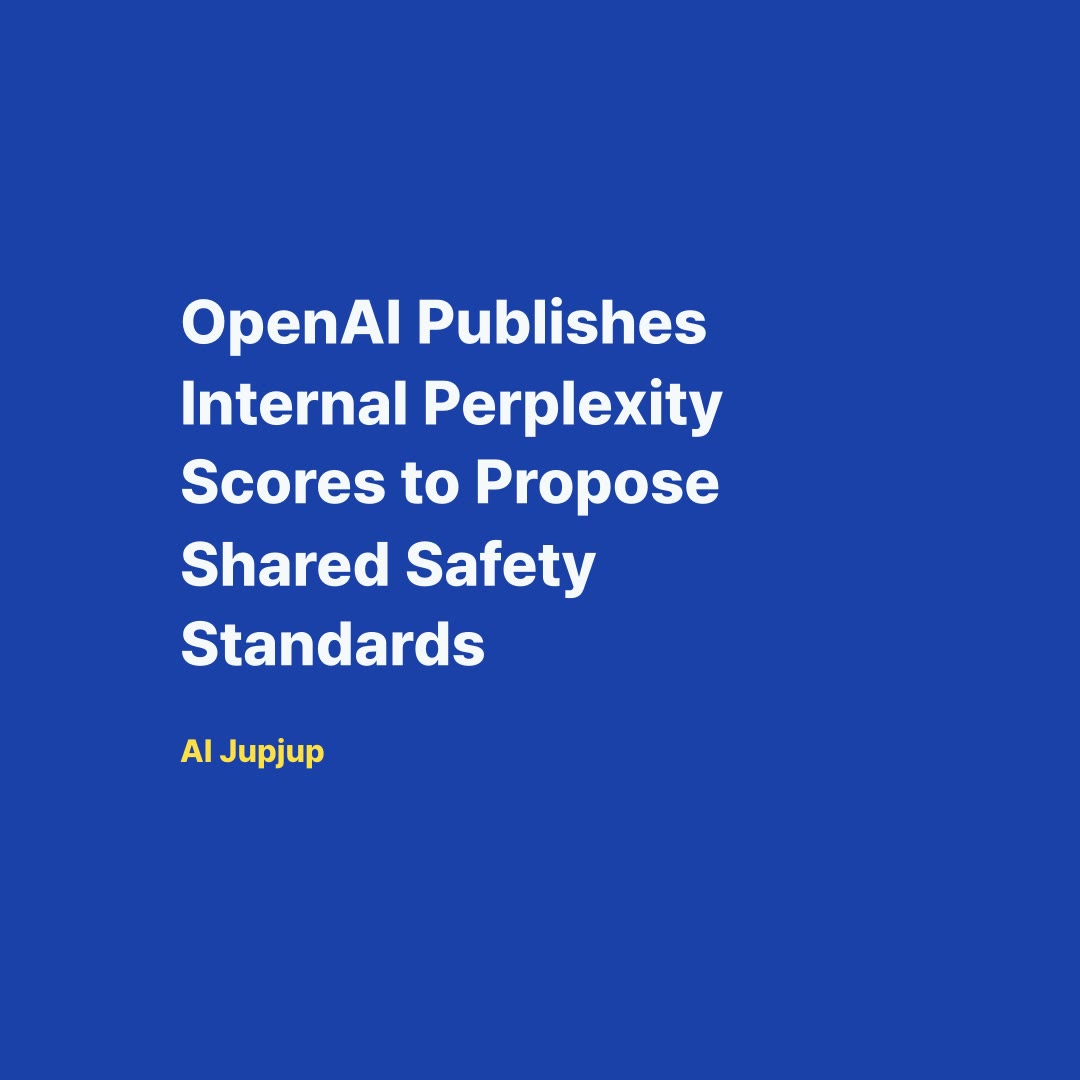 OpenAI Publishes
Internal Perplexity
Scores to Propose
Shared Safety
Standards
AI Jupjup